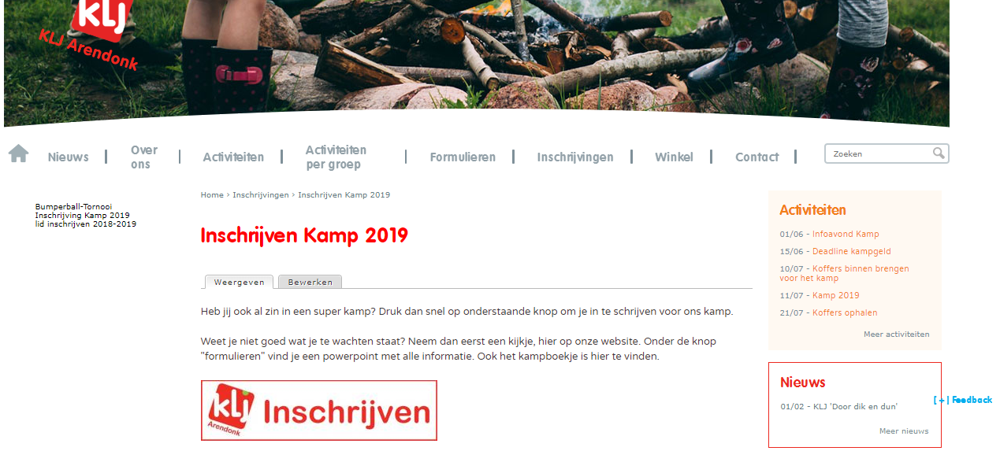 klj
KLJ Arendonk
Nieuws
Over
ons
Activiteiten
Activiteiten
per groep
Formulieren
Inschrijvingen
Winkel
Contact
Zoeken
Bumperball-Tornooi
Inschrijving Kamp 2019
lid inschrijven 2018-2019
Home › Inschrijvingen › Inschrijven Kamp 2019
Inschrijven Kamp 2019
Weergeven
Bewerken
Heb jij ook al zin in een super kamp? Druk dan snel op onderstaande knop om je in te schrijven voor ons kamp.
Weet je niet goed wat je te wachten staat? Neem dan eerst een kijkje, hier op onze website. Onder de knop
"formulieren" vind je een powerpoint met alle informatie. Ook het kampboekje is hier te vinden.
klj
Arendonk
Inschrijven
Activiteiten
01/06 - Infoavond Kamp
15/06 - Deadline kampgeld
10/07 - Koffers binnen brengen
voor het kamp
11/07 - Kamp 2019
21/07 - Koffers ophalen
Meer activiteiten
Nieuws
01/02 - KLJ 'Door dik en dun'
Meer nieuws
[+] Feedback